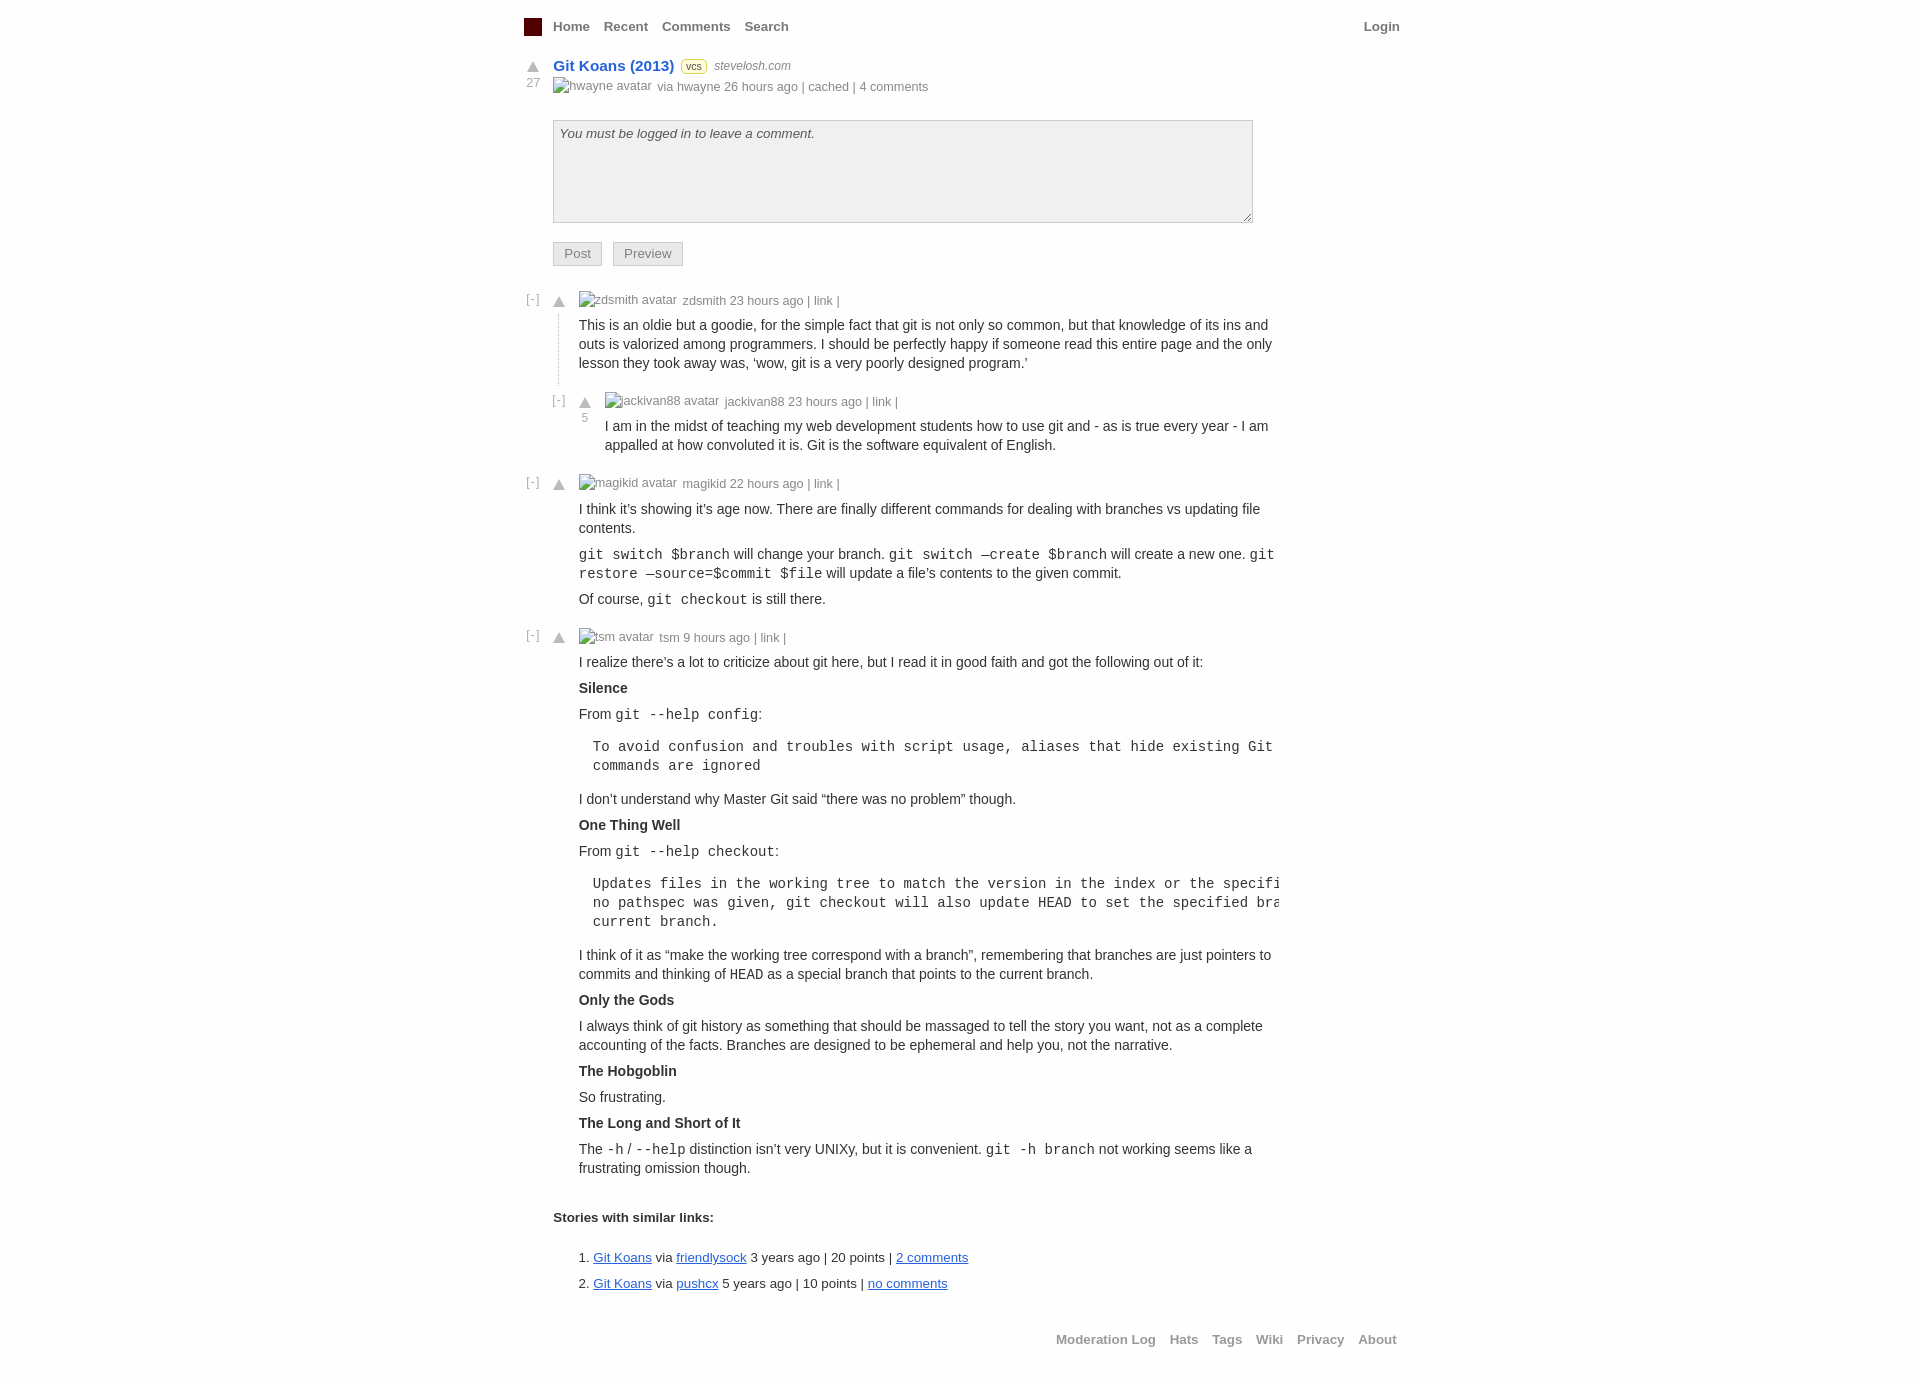 Home Recent Comments Search Login
Git Koans (2013) vcs stevelosh.com
27
hwayne avatar via hwayne 26 hours ago | cached | 4 comments
You must be logged in to leave a comment.
Post Preview
[-] zdsmith avatar zdsmith 23 hours ago | link |
This is an oldie but a goodie, for the simple fact that git is not only so common, but that knowledge of its ins and
outs is valorized among programmers. I should be perfectly happy if someone read this entire page and the only
lesson they took away was, ‘wow, git is a very poorly designed program.’
[-] jackivan88 avatar jackivan88 23 hours ago | link |
5
I am in the midst of teaching my web development students how to use git and - as is true every year - I am
appalled at how convoluted it is. Git is the software equivalent of English.
[-] magikid avatar magikid 22 hours ago | link |
I think it’s showing it’s age now. There are finally different commands for dealing with branches vs updating file
contents.
git switch $branch will change your branch. git switch —create $branch will create a new one. git
restore —source=$commit $file will update a file’s contents to the given commit.
Of course, git checkout is still there.
[-] tsm avatar tsm 9 hours ago | link |
I realize there’s a lot to criticize about git here, but I read it in good faith and got the following out of it:
Silence
From git --help config:
To avoid confusion and troubles with script usage, aliases that hide existing Git
commands are ignored
I don’t understand why Master Git said “there was no problem” though.
One Thing Well
From git --help checkout:
Updates files in the working tree to match the version in the index or the specifi
no pathspec was given, git checkout will also update HEAD to set the specified bra
current branch.
I think of it as “make the working tree correspond with a branch”, remembering that branches are just pointers to
commits and thinking of HEAD as a special branch that points to the current branch.
Only the Gods
I always think of git history as something that should be massaged to tell the story you want, not as a complete
accounting of the facts. Branches are designed to be ephemeral and help you, not the narrative.
The Hobgoblin
So frustrating.
The Long and Short of It
The -h / --help distinction isn’t very UNIXy, but it is convenient. git -h branch not working seems like a
frustrating omission though.
Stories with similar links:
1. Git Koans via friendlysock 3 years ago | 20 points | 2 comments
2. Git Koans via pushcx 5 years ago | 10 points | no comments
Moderation Log Hats Tags Wiki Privacy About